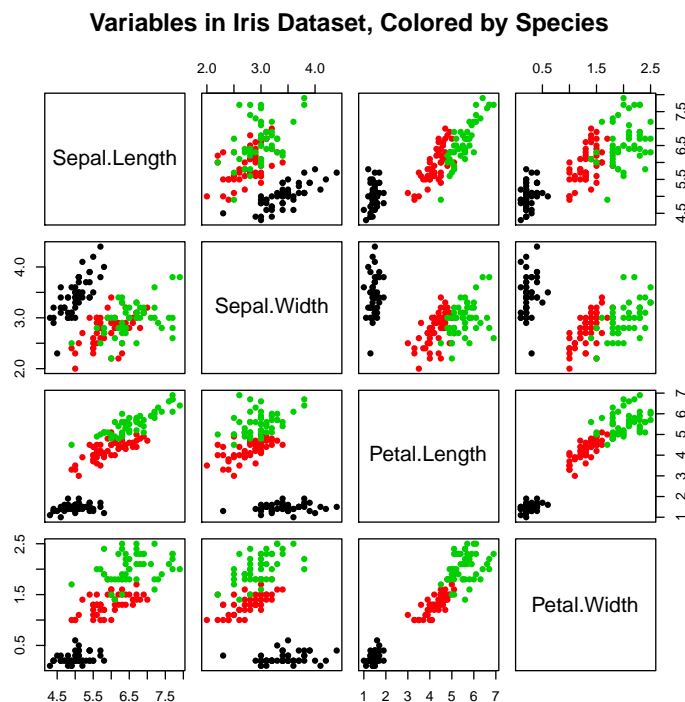 Variables in Iris Dataset, Colored by Species
2.0 3.0 4.0
0.5 1.5 2.5
Sepal.Length
4.5 5.5 6.5 7.5
2.0 3.0 4.0
Sepal.Width
Petal.Length
1 2 3 4 5 6 7
0.5 1.5 2.5
Petal.Width
4.5 5.5 6.5 7.5
1 2 3 4 5 6 7